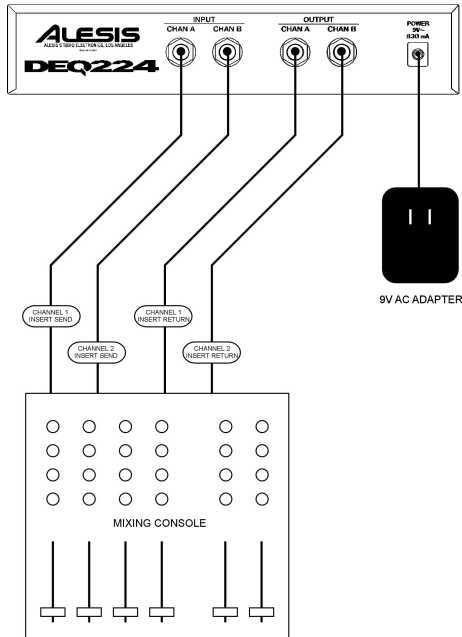 INPUT
OUTPUT
POWER
9V~
830 mA
ALESIS
CHAN A
CHAN B
CHAN A
CHAN B
ALESIS STUDIO ELECTRONICS, LOS ANGELES
DEQ224
9V AC ADAPTER
CHANNEL 1
INSERT SEND
CHANNEL 1
INSERT RETURN
CHANNEL 2
INSERT SEND
CHANNEL 2
INSERT RETURN
MIXING CONSOLE